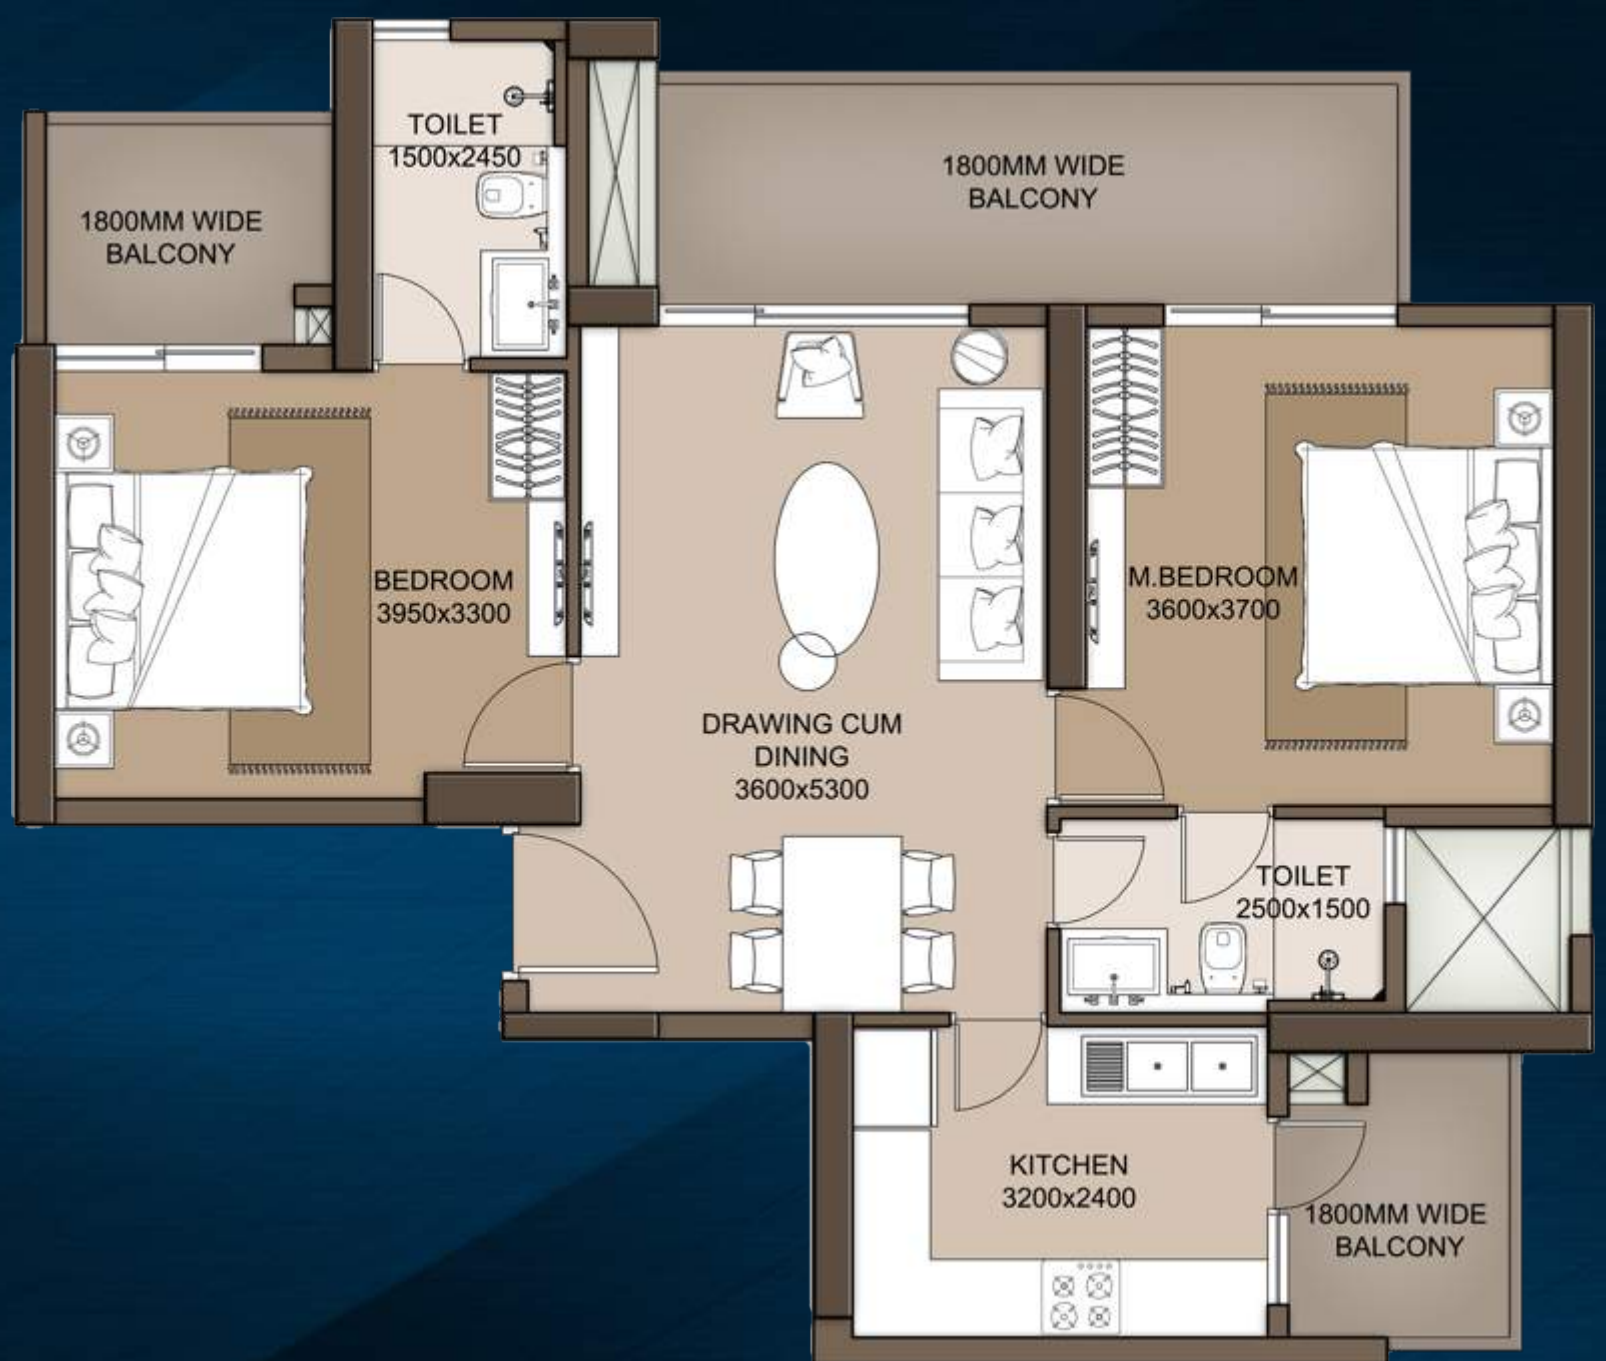 TOILET
1500x2450
1800MM WIDE
BALCONY
1800MM WIDE
BALCONY
BEDROOM
3950x3300
M.BEDROOM
3600x3700
DRAWING CUM
DINING
3600x5300
TOILET
2500x1500
KITCHEN
3200x2400
1800MM WIDE
BALCONY